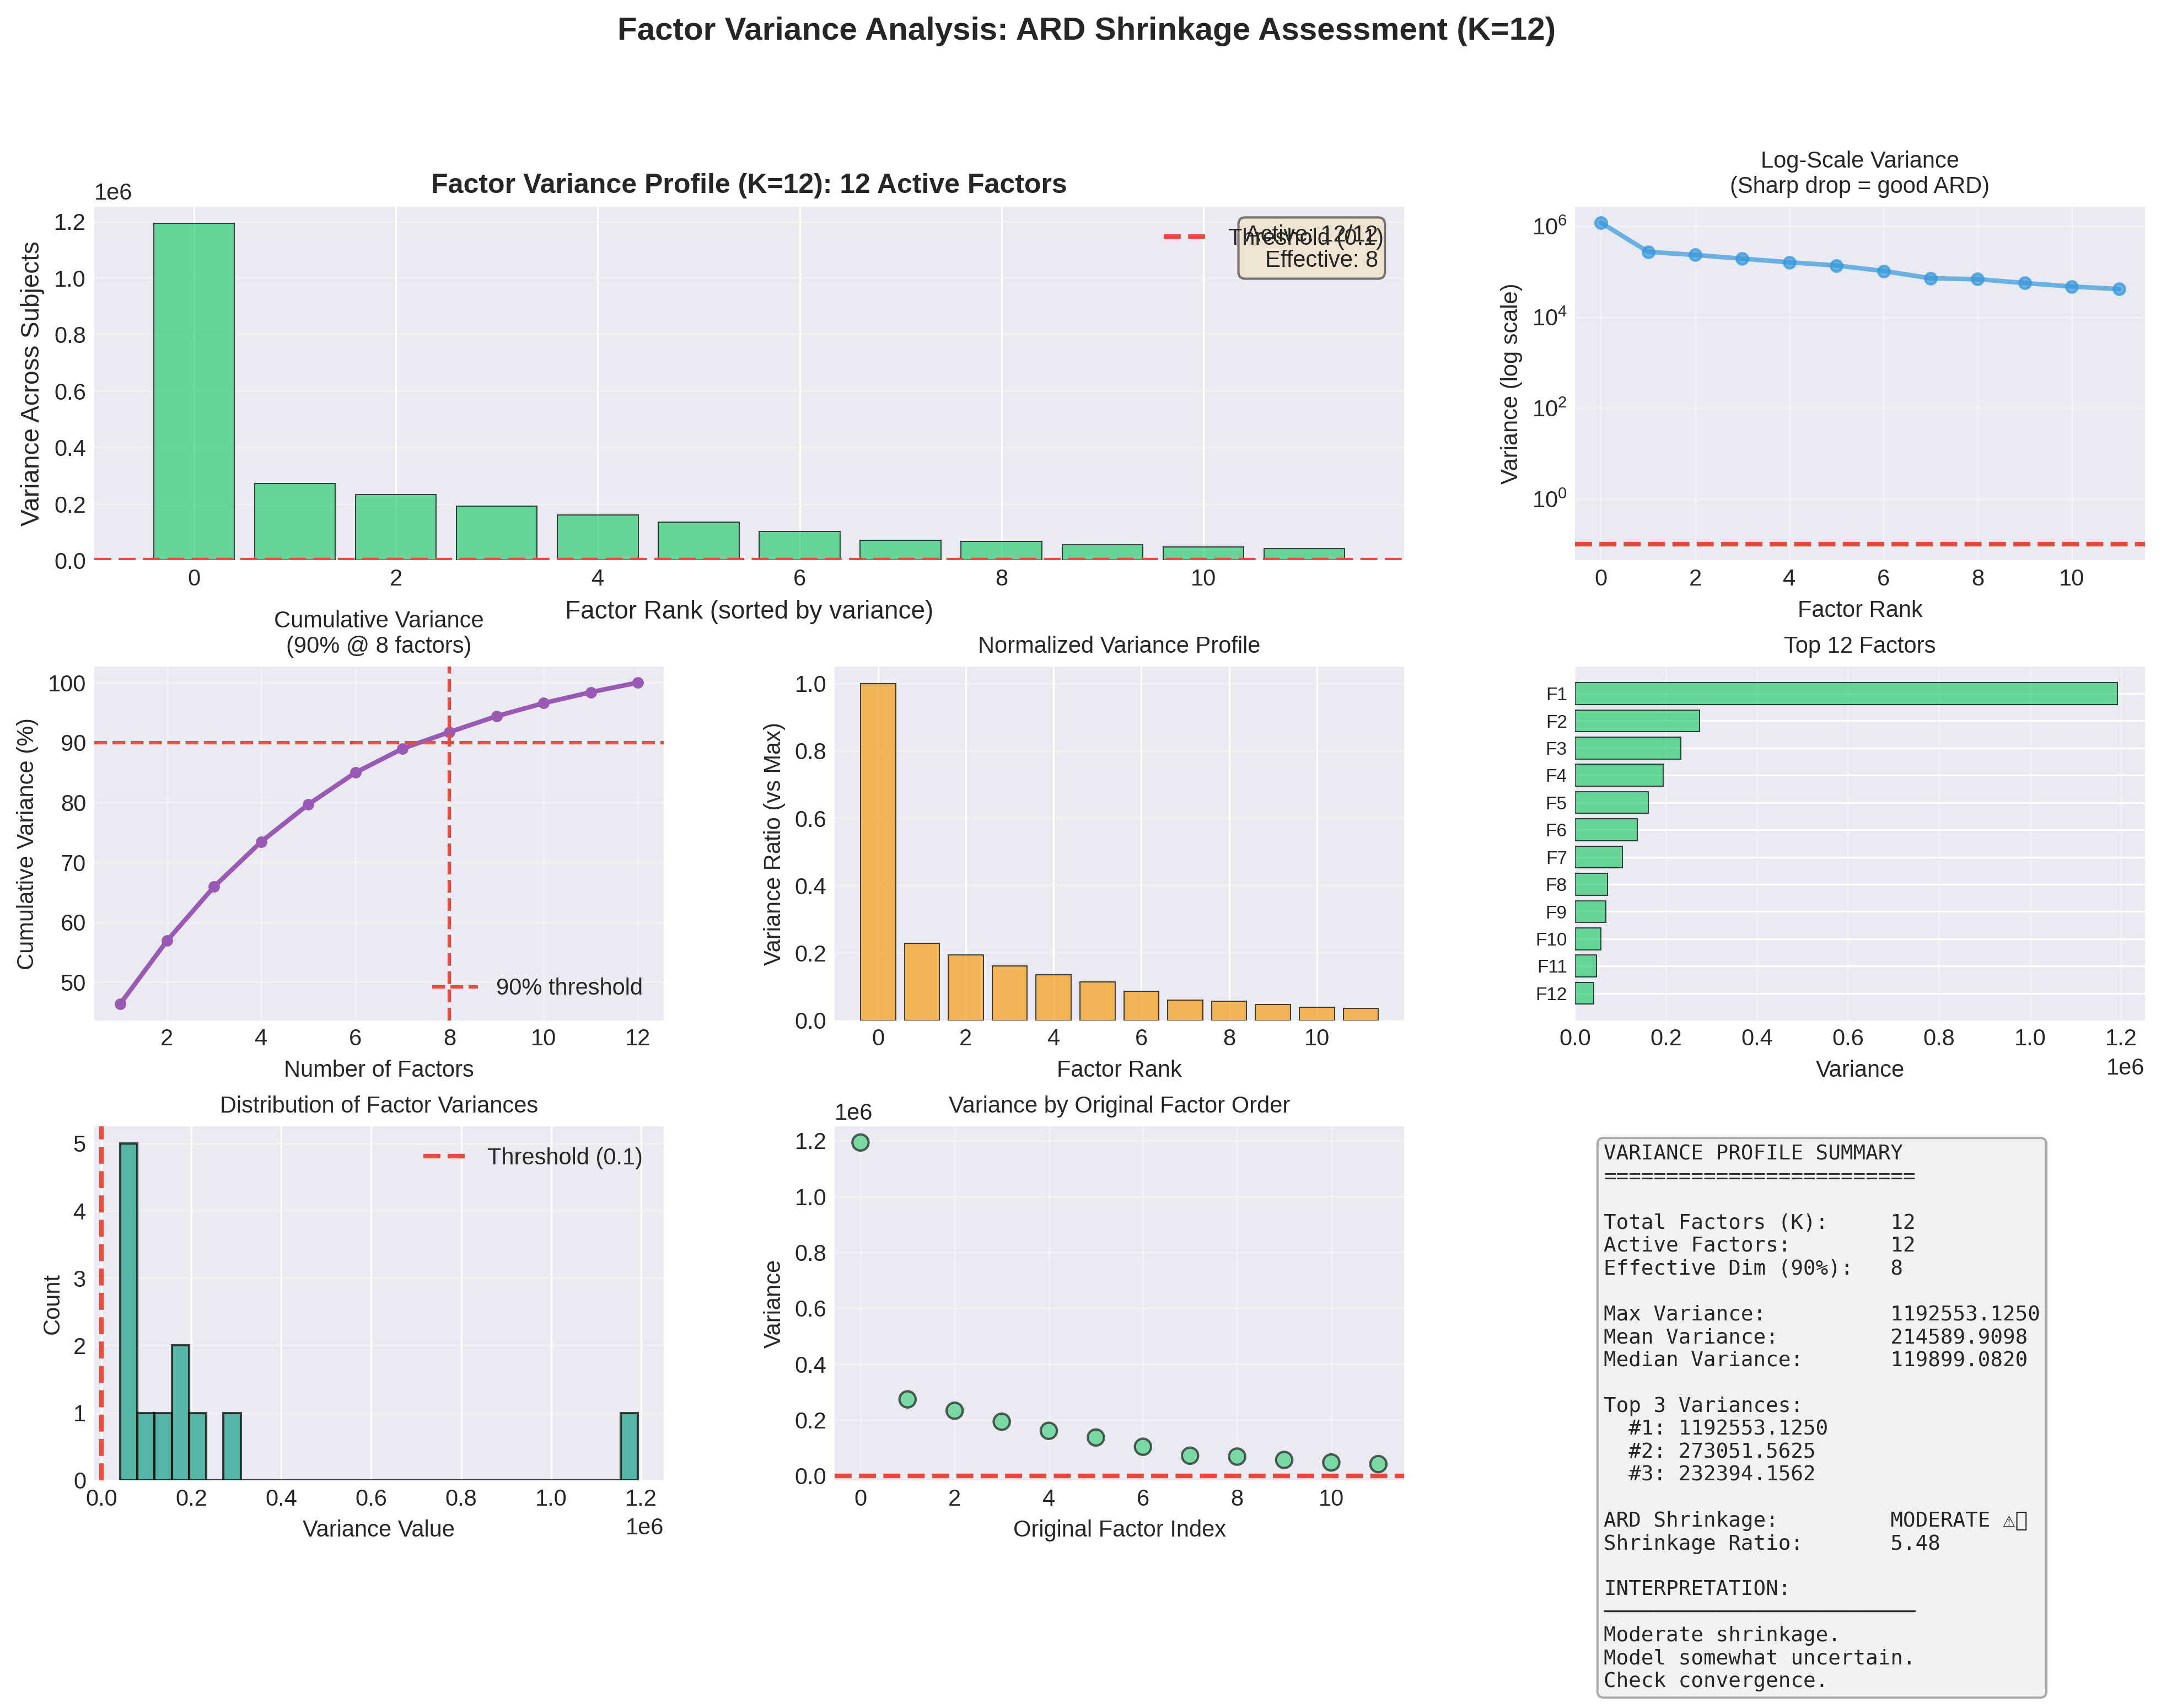 Factor Variance Analysis: ARD Shrinkage Assessment (K=12)
Factor Variance Profile (K=12): 12 Active Factors
1e6
Variance Across Subjects
1.2
1.0
0.8
0.6
0.4
0.2
0.0
0 2 4 6 8 10
Factor Rank (sorted by variance)
Threshold (0.1)
Active: 12/12
Effective: 8
Log-Scale Variance
(Sharp drop = good ARD)
Variance (log scale)
10⁶
10⁴
10²
10⁰
0 2 4 6 8 10
Factor Rank
Cumulative Variance
(90% @ 8 factors)
Cumulative Variance (%)
100
90
80
70
60
50
90% threshold
2 4 6 8 10 12
Number of Factors
Normalized Variance Profile
Variance Ratio (vs Max)
1.0
0.8
0.6
0.4
0.2
0.0
0 2 4 6 8 10
Factor Rank
Top 12 Factors
F1
F2
F3
F4
F5
F6
F7
F8
F9
F10
F11
F12
0.0 0.2 0.4 0.6 0.8 1.0 1.2
Variance
1e6
Distribution of Factor Variances
Count
5
4
3
2
1
0
Threshold (0.1)
0.0 0.2 0.4 0.6 0.8 1.0 1.2
Variance Value
1e6
Variance by Original Factor Order
1e6
Variance
1.2
1.0
0.8
0.6
0.4
0.2
0.0
0 2 4 6 8 10
Original Factor Index
VARIANCE PROFILE SUMMARY
=========================
Total Factors (K): 12
Active Factors: 12
Effective Dim (90%): 8
Max Variance: 1192553.1250
Mean Variance: 214589.9098
Median Variance: 119899.0820
Top 3 Variances:
#1: 1192553.1250
#2: 273051.5625
#3: 232394.1562
ARD Shrinkage: MODERATE ⚠
Shrinkage Ratio: 5.48
INTERPRETATION:
─────────────────────────
Moderate shrinkage.
Model somewhat uncertain.
Check convergence.